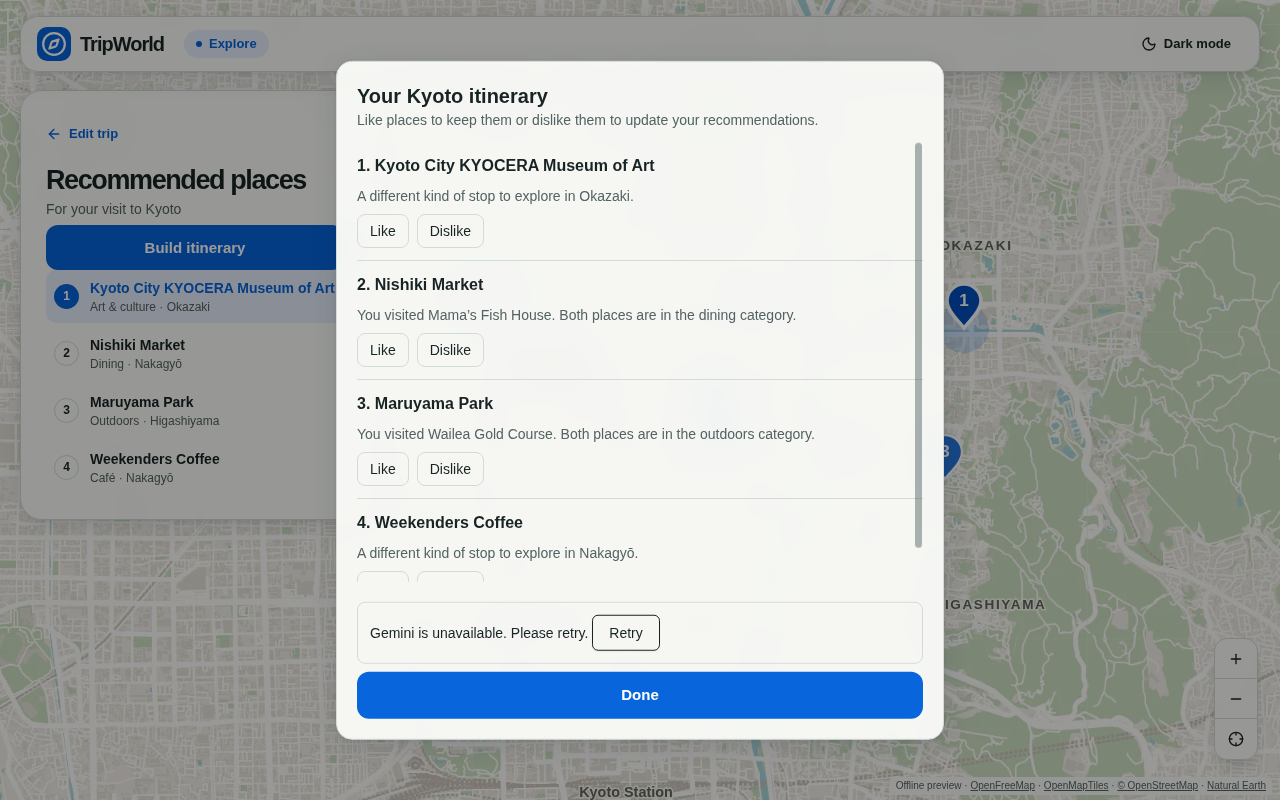 TripWorld
Explore
Dark mode
Edit trip
Recommended places
For your visit to Kyoto
Build itinerary
1
Kyoto City KYOCERA Museum of Art
Art & culture · Okazaki
2
Nishiki Market
Dining · Nakagyō
3
Maruyama Park
Outdoors · Higashiyama
4
Weekenders Coffee
Café · Nakagyō
Your Kyoto itinerary
Like places to keep them or dislike them to update your recommendations.
1. Kyoto City KYOCERA Museum of Art
A different kind of stop to explore in Okazaki.
Like
Dislike
2. Nishiki Market
You visited Mama's Fish House. Both places are in the dining category.
Like
Dislike
3. Maruyama Park
You visited Wailea Gold Course. Both places are in the outdoors category.
Like
Dislike
4. Weekenders Coffee
A different kind of stop to explore in Nakagyō.
Gemini is unavailable. Please retry.
Retry
Done
OKAZAKI
1
3
IGASHIYAMA
Kyoto Station
+
−
Offline preview · OpenFreeMap · OpenMapTiles · © OpenStreetMap · Natural Earth